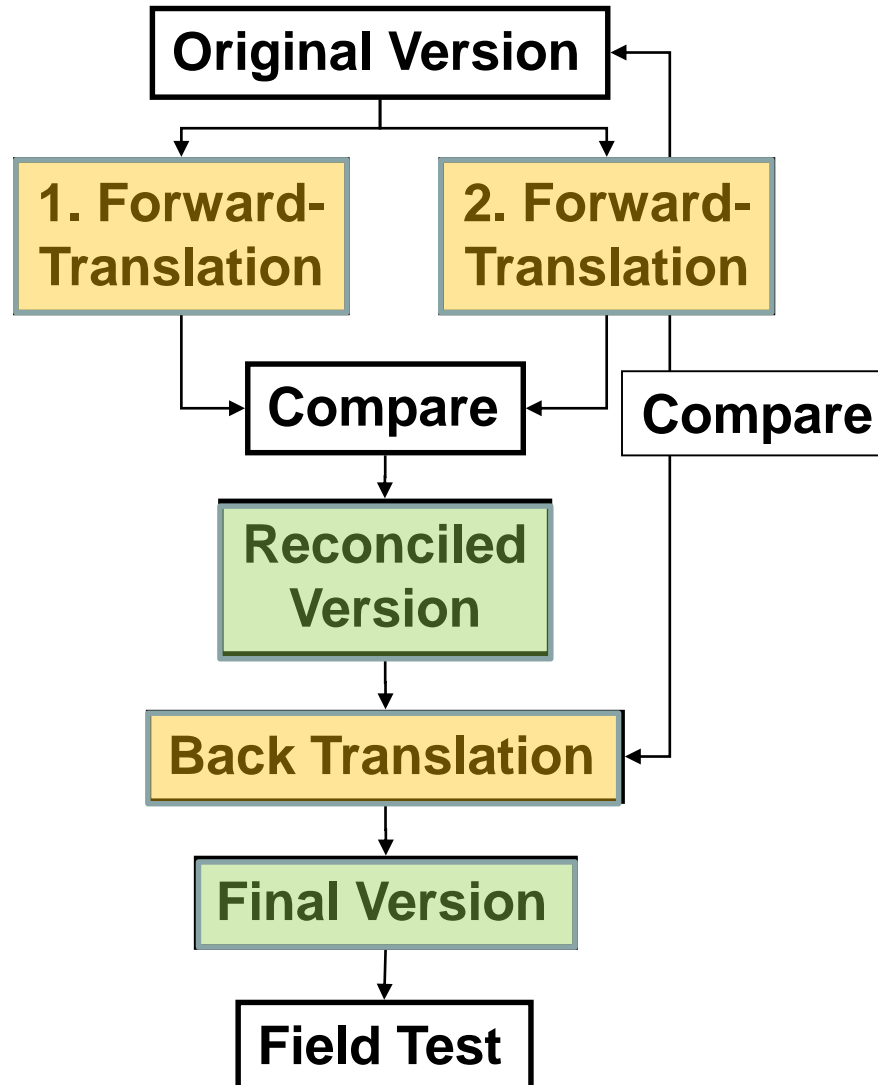 Original Version
1. Forward-
Translation
2. Forward-
Translation
Compare
Compare
Reconciled
Version
Back Translation
Final Version
Field Test